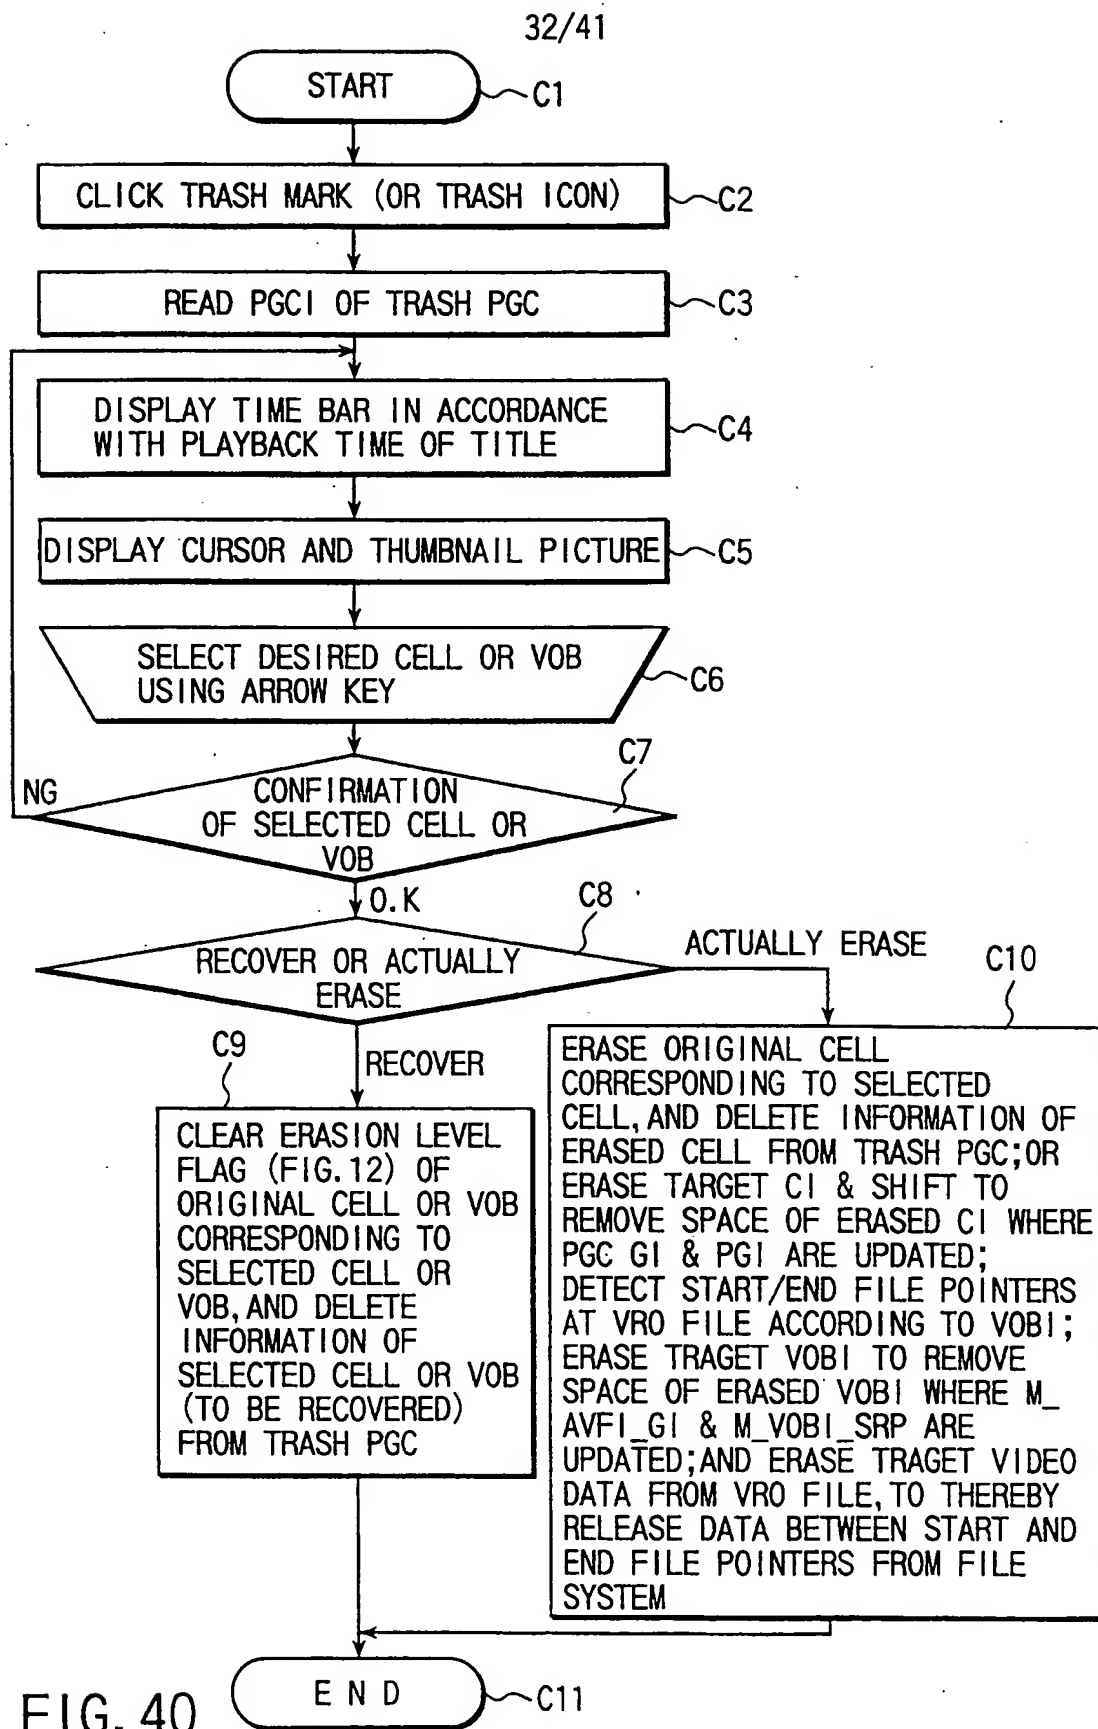 32/41
START
C1
CLICK TRASH MARK (OR TRASH ICON)
C2
READ PGCI OF TRASH PGC
C3
DISPLAY TIME BAR IN ACCORDANCE
WITH PLAYBACK TIME OF TITLE
C4
DISPLAY CURSOR AND THUMBNAIL PICTURE
C5
SELECT DESIRED CELL OR VOB
USING ARROW KEY
C6
C7
NG
CONFIRMATION
OF SELECTED CELL OR
VOB
O.K
C8
RECOVER OR ACTUALLY
ERASE
ACTUALLY ERASE
C10
C9
RECOVER
CLEAR ERASION LEVEL
FLAG (FIG.12) OF
ORIGINAL CELL OR VOB
CORRESPONDING TO
SELECTED CELL OR
VOB, AND DELETE
INFORMATION OF
SELECTED CELL OR VOB
(TO BE RECOVERED)
FROM TRASH PGC
ERASE ORIGINAL CELL
CORRESPONDING TO SELECTED
CELL, AND DELETE INFORMATION OF
ERASED CELL FROM TRASH PGC;OR
ERASE TARGET CI & SHIFT TO
REMOVE SPACE OF ERASED CI WHERE
PGC GI & PGI ARE UPDATED;
DETECT START/END FILE POINTERS
AT VRO FILE ACCORDING TO VOBI;
ERASE TRAGET VOBI TO REMOVE
SPACE OF ERASED VOBI WHERE M_
AVFI_GI & M_VOBI_SRP ARE
UPDATED;AND ERASE TRAGET VIDEO
DATA FROM VRO FILE, TO THEREBY
RELEASE DATA BETWEEN START AND
END FILE POINTERS FROM FILE
SYSTEM
END
C11
FIG. 40